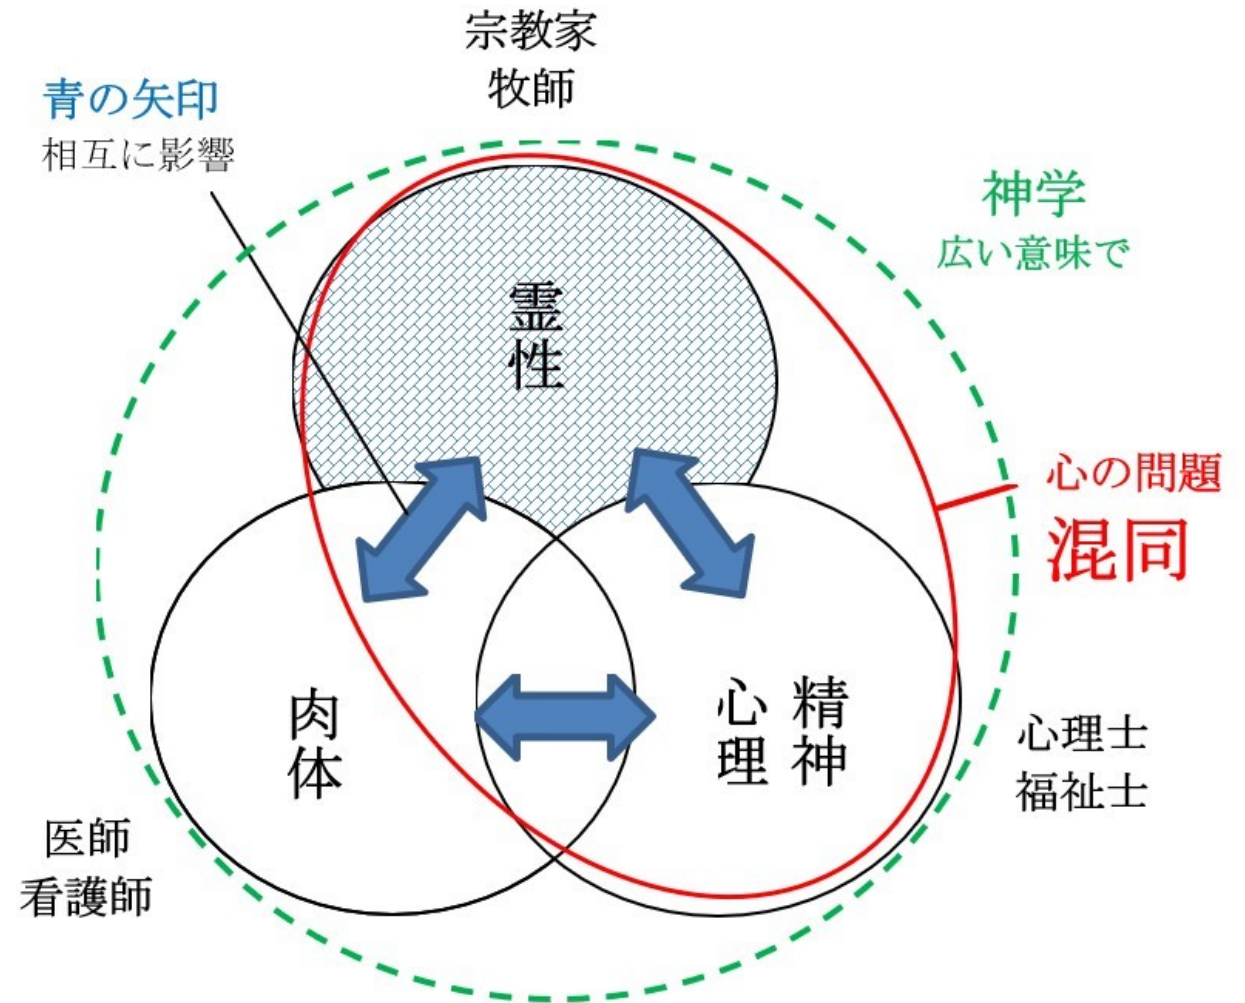 宗教家
牧師
青の矢印
相互に影響
神学
広い意味で
霊性
心の問題
混同
肉体
精神
心理
心理士
福祉士
医師
看護師